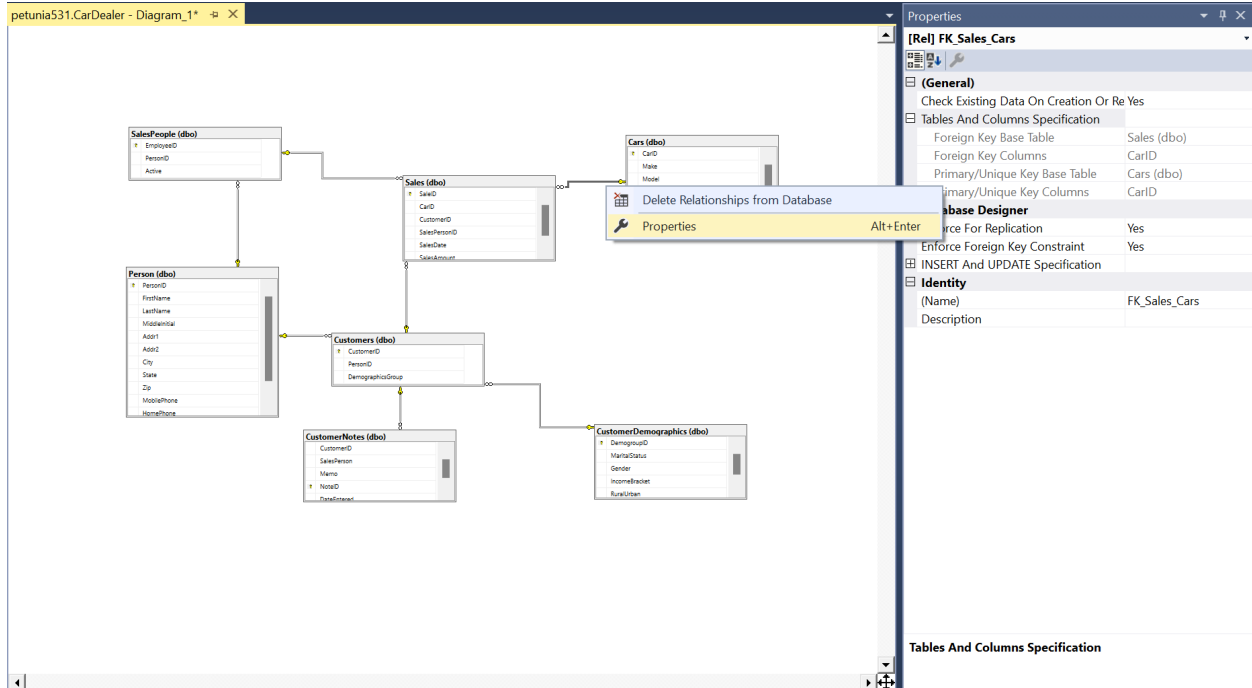 petunia531.CarDealer - Diagram_1*
SalesPeople (dbo)
EmployeeID
PersonID
Active
Sales (dbo)
SaleID
CarID
CustomerID
SalesPersonID
SalesDate
SalesAmount
Cars (dbo)
CarID
Make
Model
Delete Relationships from Database
Properties Alt+Enter
Person (dbo)
PersonID
FirstName
LastName
MiddleInitial
Addr1
Addr2
City
State
Zip
MobilePhone
HomePhone
Customers (dbo)
CustomerID
PersonID
DemographicsGroup
CustomerNotes (dbo)
CustomerID
SalesPerson
Memo
NoteID
DateEntered
CustomerDemographics (dbo)
DemogroupID
MaritalStatus
Gender
IncomeBracket
RuralUrban
Properties
[Rel] FK_Sales_Cars
(General)
Check Existing Data On Creation Or Re Yes
Tables And Columns Specification
Foreign Key Base Table Sales (dbo)
Foreign Key Columns CarID
Primary/Unique Key Base Table Cars (dbo)
imary/Unique Key Columns CarID
abase Designer
orce For Replication Yes
Enforce Foreign Key Constraint Yes
INSERT And UPDATE Specification
Identity
(Name) FK_Sales_Cars
Description
Tables And Columns Specification